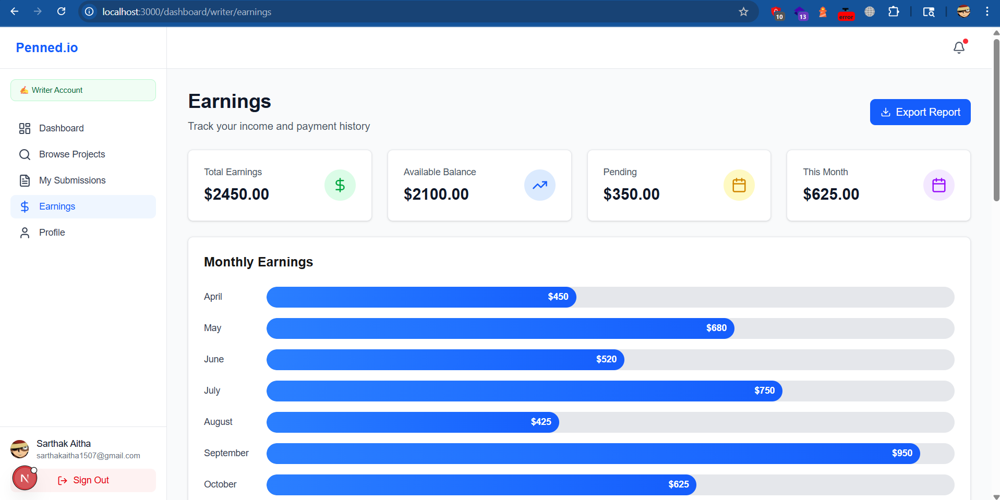 localhost:3000/dashboard/writer/earnings
10
13
error
Penned.io
✍️ Writer Account
Dashboard
Browse Projects
My Submissions
Earnings
Profile
Sarthak Aitha
sarthakaitha1507@gmail.com
N
Sign Out
Earnings
Track your income and payment history
Export Report
Total Earnings
$2450.00
Available Balance
$2100.00
Pending
$350.00
This Month
$625.00
Monthly Earnings
April $450
May $680
June $520
July $750
August $425
September $950
October $625